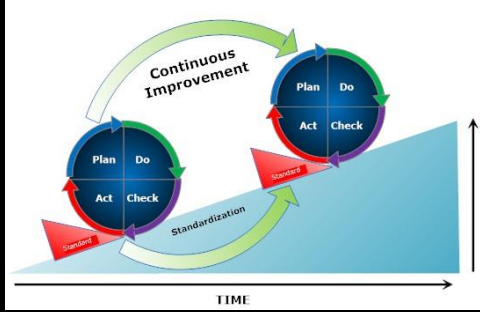 Continuous
Improvement
Plan Do
Act Check
Standard
Plan Do
Act Check
Standard
Standardization
TIME